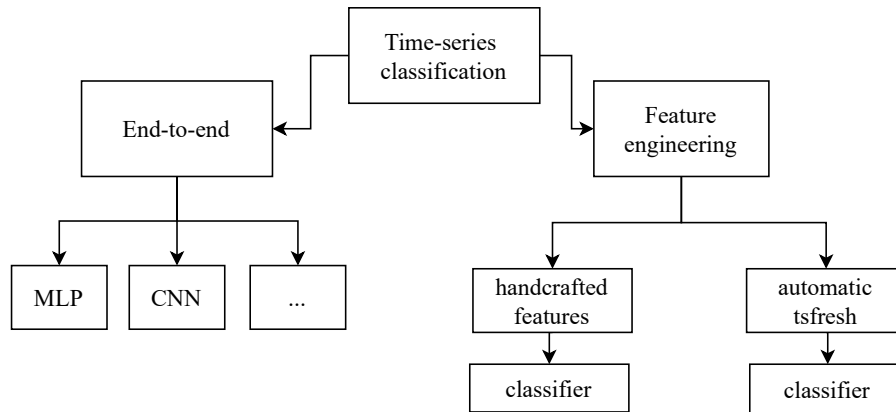 Time-series
classification
End-to-end
Feature
engineering
MLP
CNN
...
handcrafted
features
automatic
tsfresh
classifier
classifier